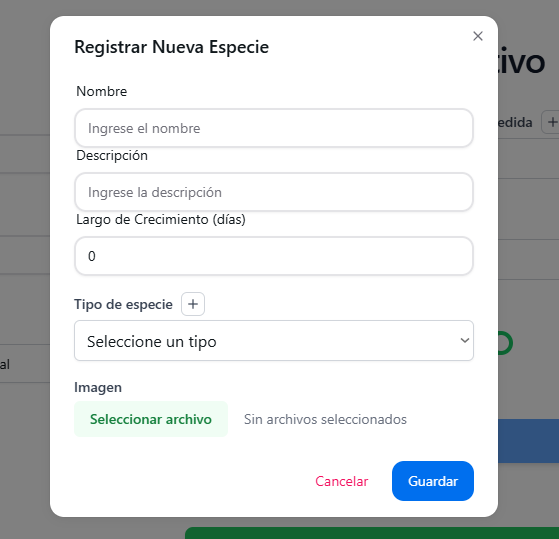 Registrar Nueva Especie
Nombre
Ingrese el nombre
Descripción
Ingrese la descripción
Largo de Crecimiento (días)
0
Tipo de especie +
Seleccione un tipo
Imagen
Seleccionar archivo Sin archivos seleccionados
Cancelar Guardar
tivo
edida +
al